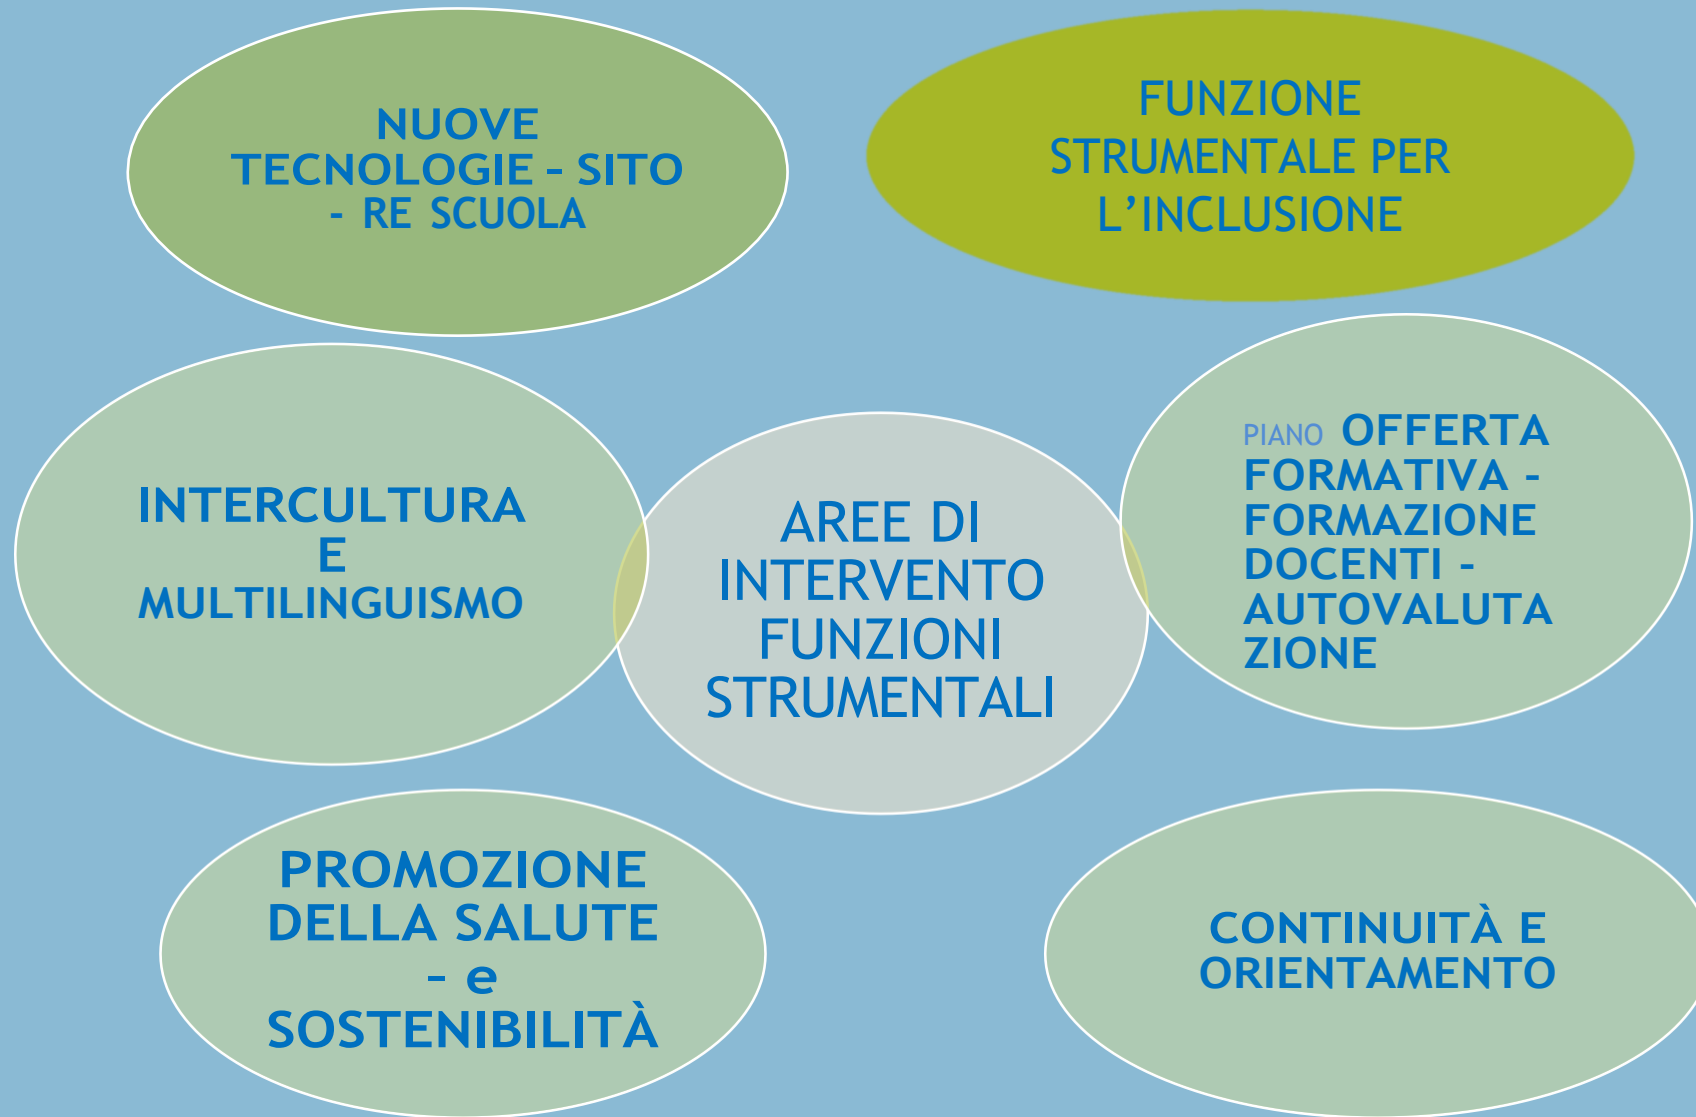 NUOVE
TECNOLOGIE - SITO
- RE SCUOLA
FUNZIONE
STRUMENTALE PER
L’INCLUSIONE
INTERCULTURA
E
MULTILINGUISMO
AREE DI
INTERVENTO
FUNZIONI
STRUMENTALI
PIANO OFFERTA
FORMATIVA -
FORMAZIONE
DOCENTI -
AUTOVALUTA
ZIONE
PROMOZIONE
DELLA SALUTE
- e
SOSTENIBILITÀ
CONTINUITÀ E
ORIENTAMENTO